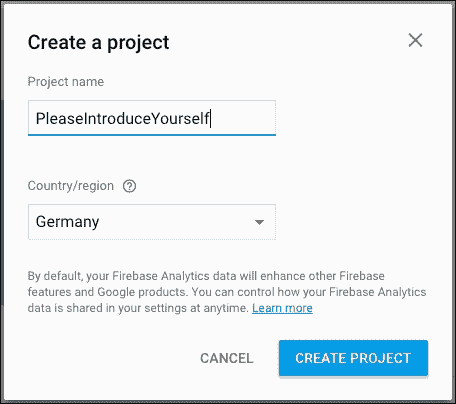 Create a project
Project name
PleaseIntroduceYourself
Country/region
Germany
By default, your Firebase Analytics data will enhance other Firebase
features and Google products. You can control how your Firebase Analytics
data is shared in your settings at anytime. Learn more
CANCEL
CREATE PROJECT